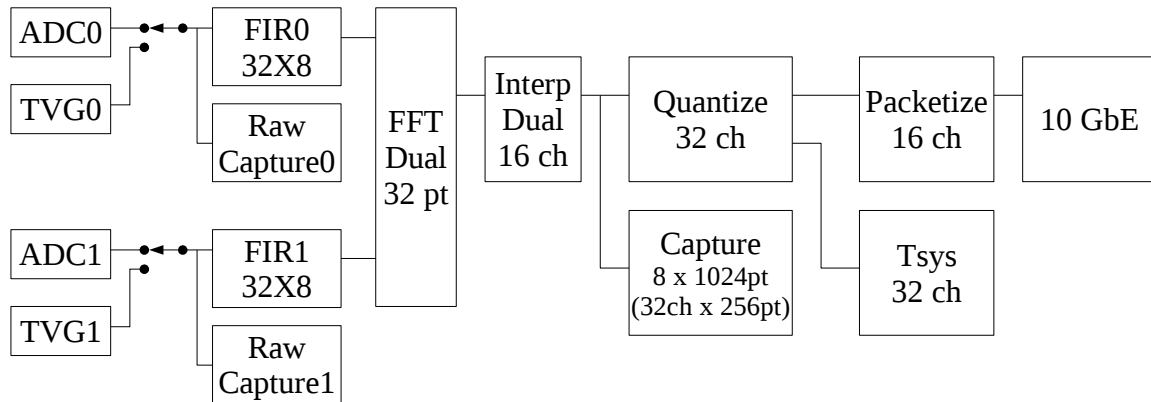 ADC0
TVG0
FIR0
32X8
Raw
Capture0
ADC1
TVG1
FIR1
32X8
Raw
Capture1
FFT
Dual
32 pt
Interp
Dual
16 ch
Quantize
32 ch
Capture
8 x 1024pt
(32ch x 256pt)
Packetize
16 ch
Tsys
32 ch
10 GbE